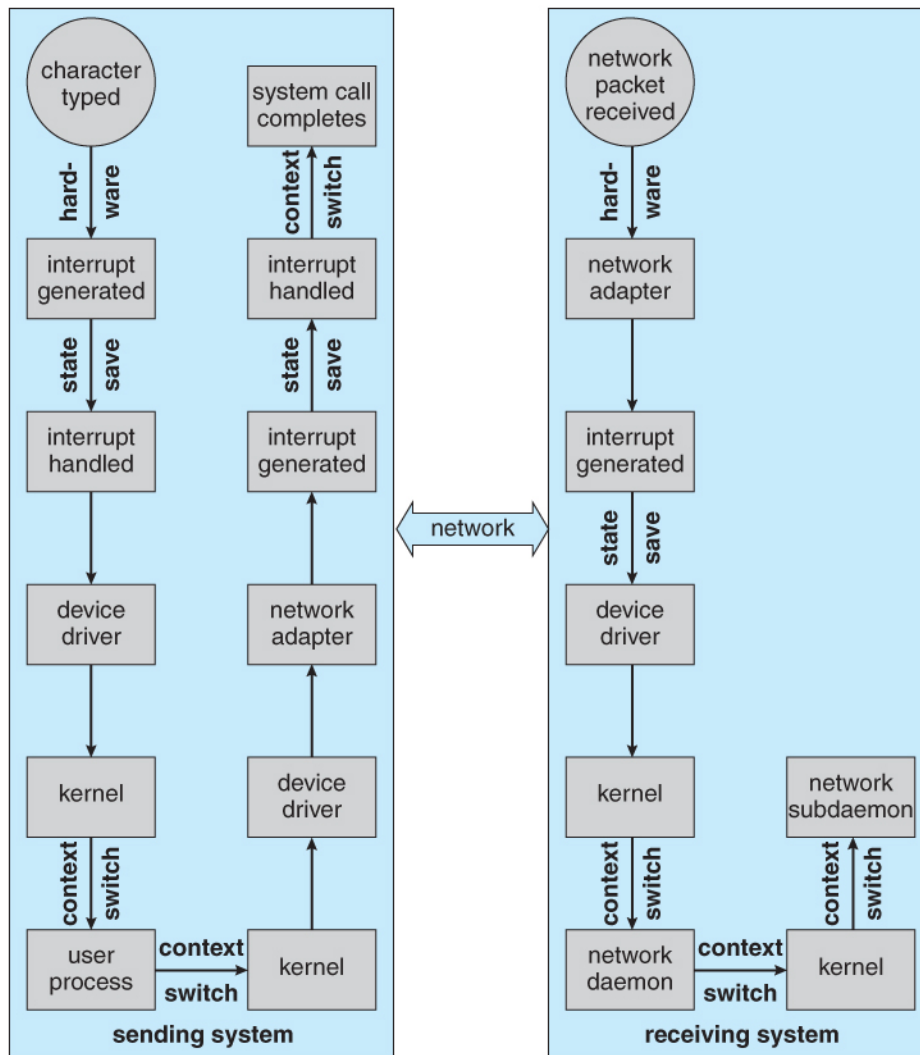 character
typed
hard-
ware
interrupt
generated
state
save
interrupt
handled
device
driver
kernel
context
switch
user
process
context
switch
kernel
device
driver
network
adapter
interrupt
generated
state
save
interrupt
handled
context
switch
system call
completes
sending system
network
network
packet
received
hard-
ware
network
adapter
interrupt
generated
state
save
device
driver
kernel
context
switch
network
daemon
context
switch
kernel
context
switch
network
subdaemon
receiving system